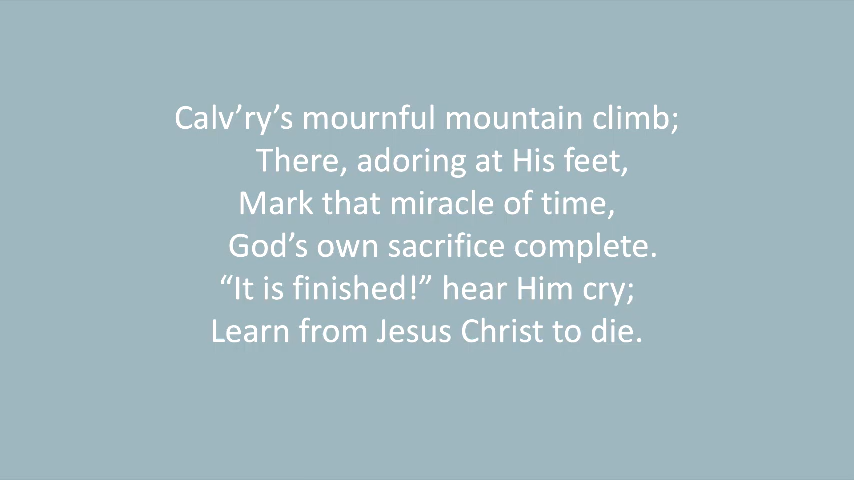 Calv’ry’s mournful mountain climb;
There, adoring at His feet,
Mark that miracle of time,
God’s own sacrifice complete.
“It is finished!” hear Him cry;
Learn from Jesus Christ to die.